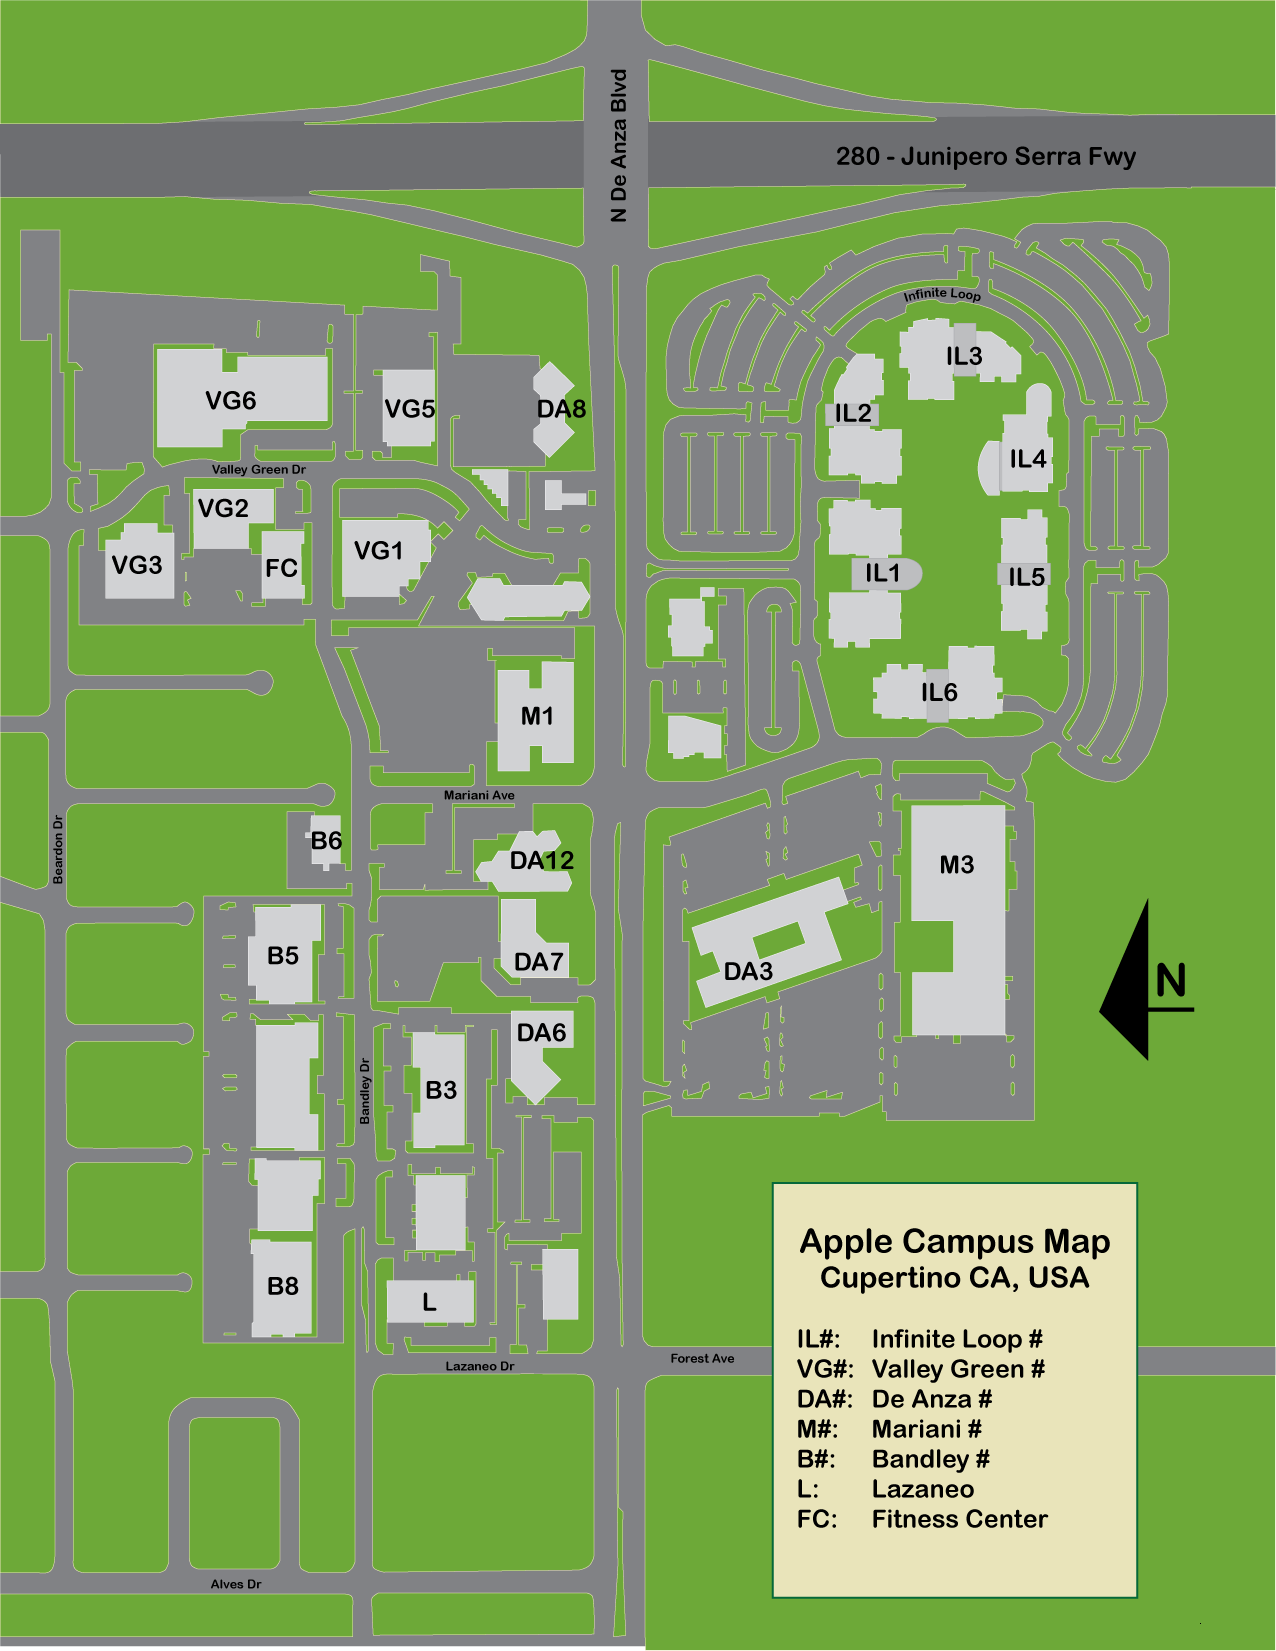 N De Anza Blvd
280 - Junipero Serra Fwy
Infinite Loop
IL3
VG6
VG5
DA8
IL2
IL4
Valley Green Dr
VG2
VG1
VG3
FC
IL1
IL5
IL6
M1
Mariani Ave
Beardon Dr
B6
DA12
M3
B5
DA7
DA3
N
DA6
Bandley Dr
B3
B8
L
Lazaneo Dr
Forest Ave
Alves Dr
Apple Campus Map
Cupertino CA, USA
IL#: Infinite Loop #
VG#: Valley Green #
DA#: De Anza #
M#: Mariani #
B#: Bandley #
L: Lazaneo
FC: Fitness Center